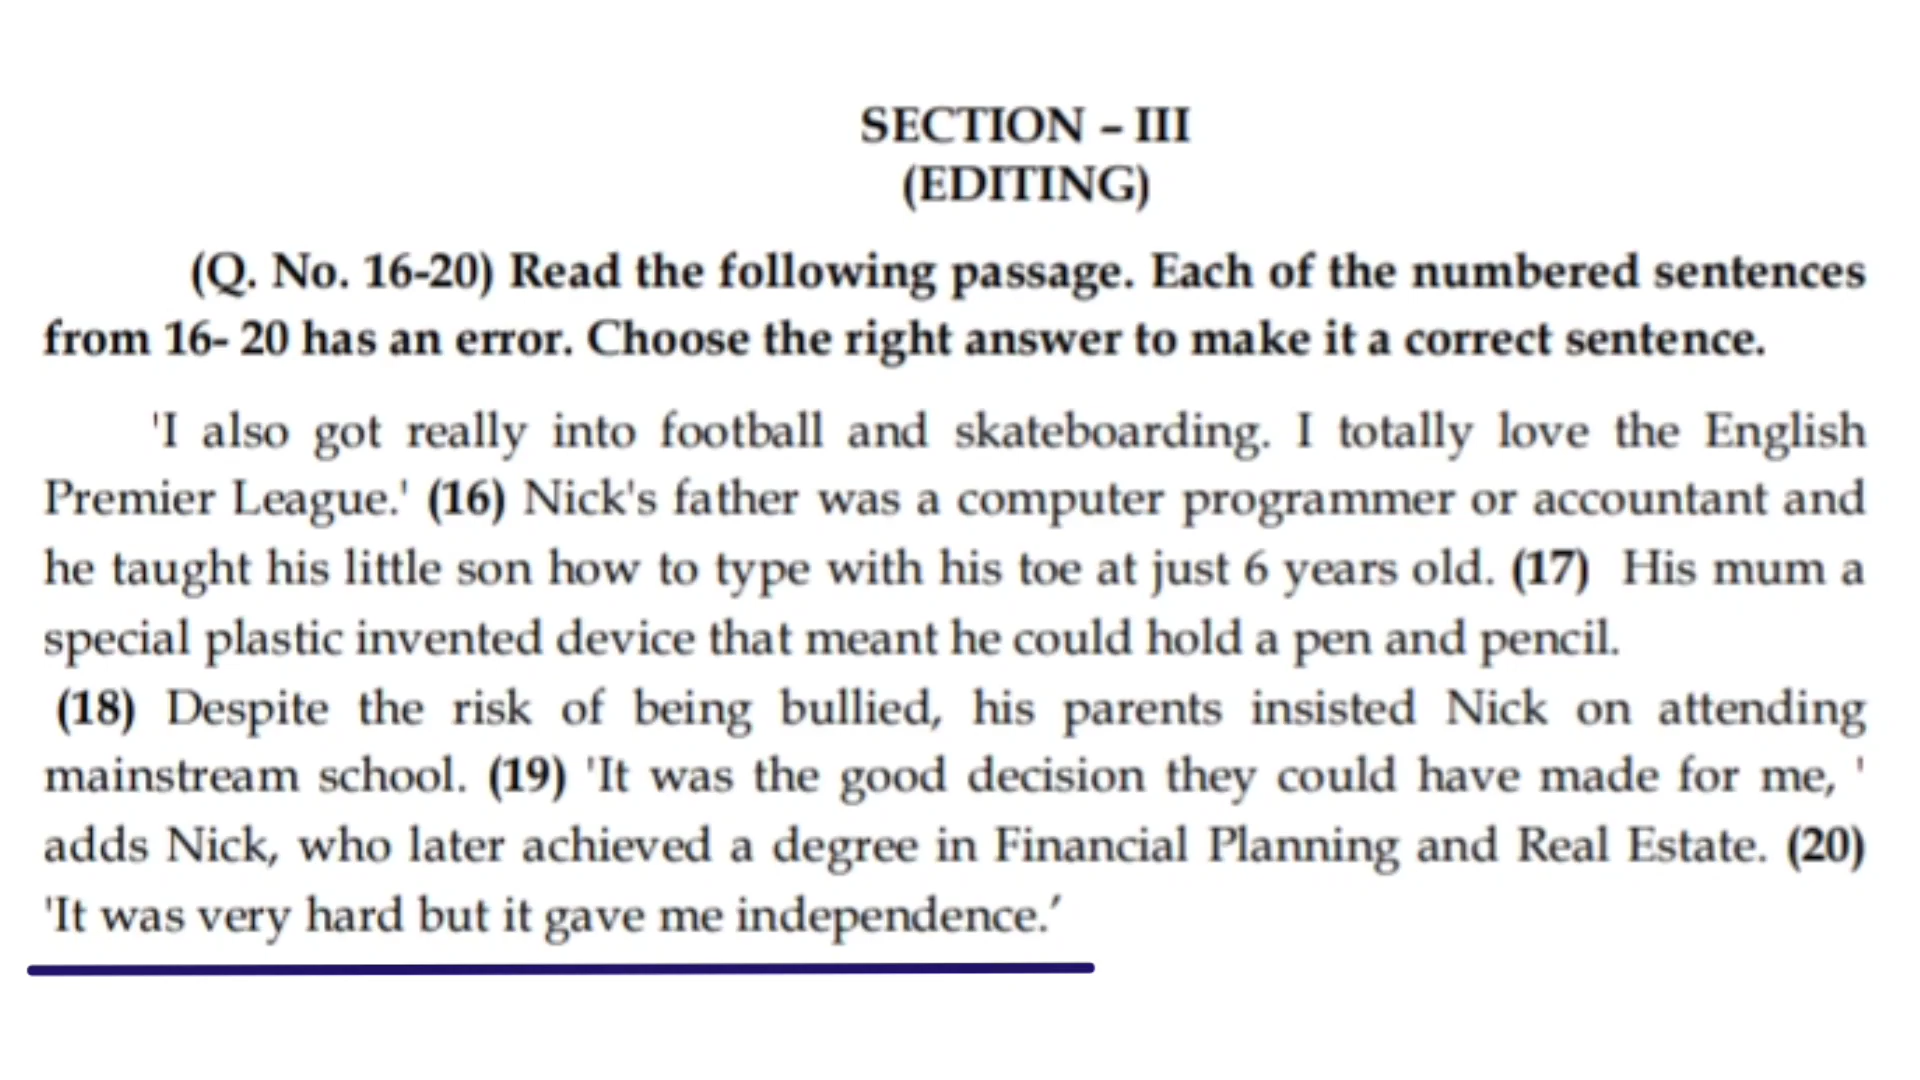 SECTION – III
(EDITING)
(Q. No. 16-20) Read the following passage. Each of the numbered sentences
from 16- 20 has an error. Choose the right answer to make it a correct sentence.
'I also got really into football and skateboarding. I totally love the English
Premier League.' (16) Nick's father was a computer programmer or accountant and
he taught his little son how to type with his toe at just 6 years old. (17) His mum a
special plastic invented device that meant he could hold a pen and pencil.
(18) Despite the risk of being bullied, his parents insisted Nick on attending
mainstream school. (19) 'It was the good decision they could have made for me, '
adds Nick, who later achieved a degree in Financial Planning and Real Estate. (20)
'It was very hard but it gave me independence.’